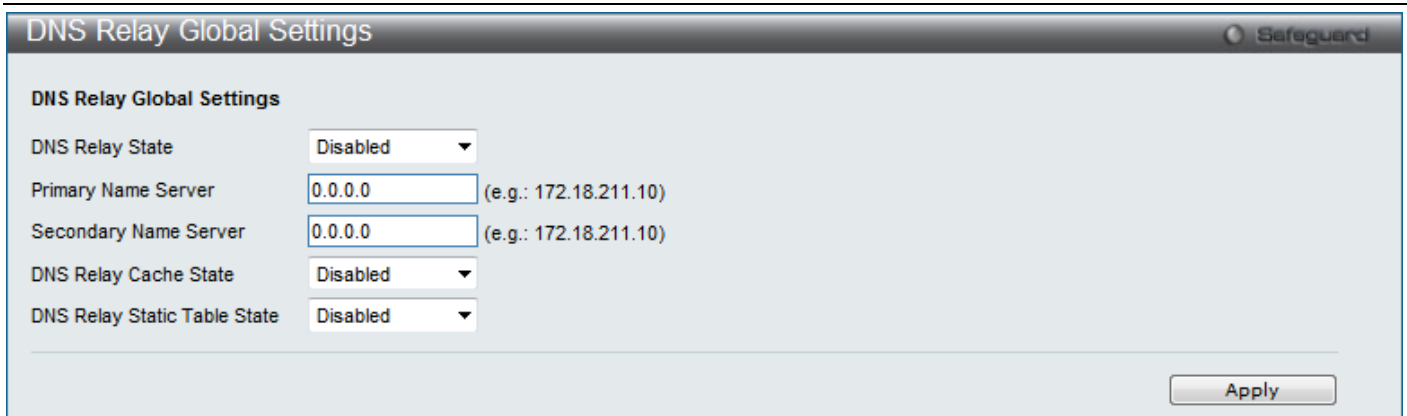 DNS Relay Global Settings
Safeguard
DNS Relay Global Settings
DNS Relay State Disabled
Primary Name Server 0.0.0.0 (e.g.: 172.18.211.10)
Secondary Name Server 0.0.0.0 (e.g.: 172.18.211.10)
DNS Relay Cache State Disabled
DNS Relay Static Table State Disabled
Apply